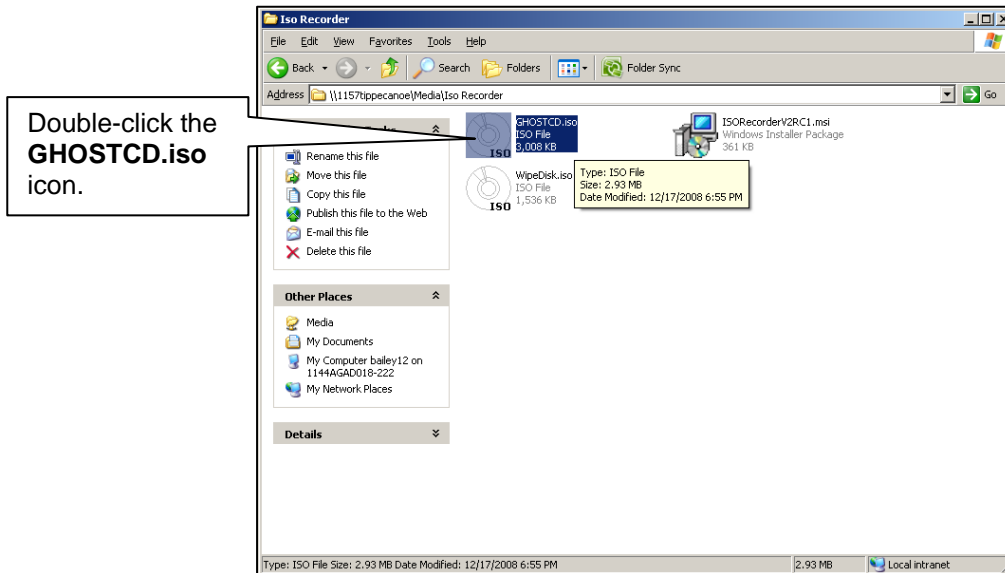 Iso Recorder
File Edit View Favorites Tools Help
Back Search Folders Folder Sync
Address \\1157tippecanoe\Media\Iso Recorder Go
Double-click the
GHOSTCD.iso
icon.
Rename this file
Move this file
Copy this file
Publish this file to the Web
E-mail this file
Delete this file
Other Places
Media
My Documents
My Computer bailey12 on
1144AGAD018-222
My Network Places
Details
GHOSTCD.iso
ISO File
3,008 KB
ISO
ISORecorderV2RC1.msi
Windows Installer Package
361 KB
WipeDisk.iso
ISO File
1,536 KB
ISO
Type: ISO File
Size: 2.93 MB
Date Modified: 12/17/2008 6:55 PM
Type: ISO File Size: 2.93 MB Date Modified: 12/17/2008 6:55 PM 2.93 MB Local intranet